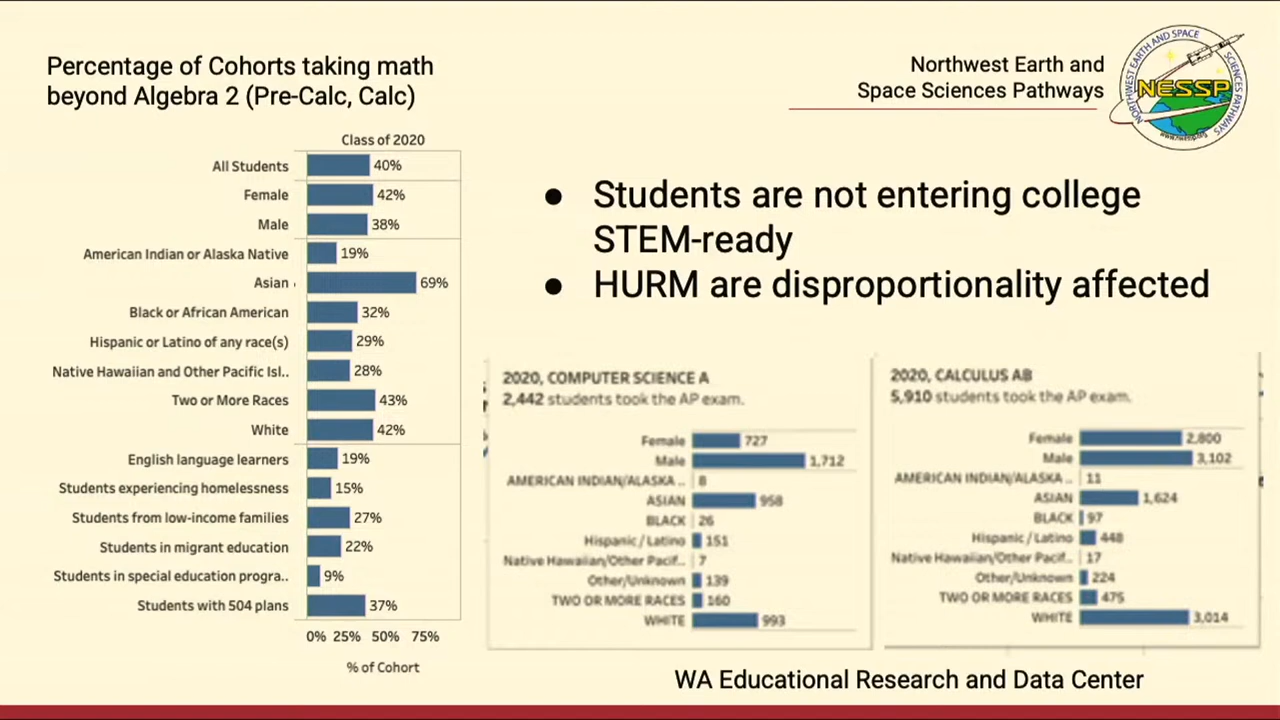 Percentage of Cohorts taking math
beyond Algebra 2 (Pre-Calc, Calc)
Northwest Earth and
Space Sciences Pathways
NORTHWEST EARTH AND SPACE SCIENCES PATHWAYS
NESSP
Class of 2020
All Students 40%
Female 42%
Male 38%
American Indian or Alaska Native 19%
Asian 69%
Black or African American 32%
Hispanic or Latino of any race(s) 29%
Native Hawaiian and Other Pacific Isl.. 28%
Two or More Races 43%
White 42%
English language learners 19%
Students experiencing homelessness 15%
Students from low-income families 27%
Students in migrant education 22%
Students in special education progra.. 9%
Students with 504 plans 37%
0% 25% 50% 75%
% of Cohort
● Students are not entering college
STEM-ready
● HURM are disproportionality affected
2020, COMPUTER SCIENCE A
2,442 students took the AP exam.
Female 727
Male 1,712
AMERICAN INDIAN/ALASKA .. 8
ASIAN 958
BLACK 26
Hispanic / Latino 151
Native Hawaiian/Other Pacif.. 7
Other/Unknown 139
TWO OR MORE RACES 160
WHITE 993
2020, CALCULUS AB
5,910 students took the AP exam.
Female 2,800
Male 3,102
AMERICAN INDIAN/ALASKA .. 11
ASIAN 1,624
BLACK 97
Hispanic / Latino 448
Native Hawaiian/Other Pacif.. 17
Other/Unknown 224
TWO OR MORE RACES 475
WHITE 3,014
WA Educational Research and Data Center